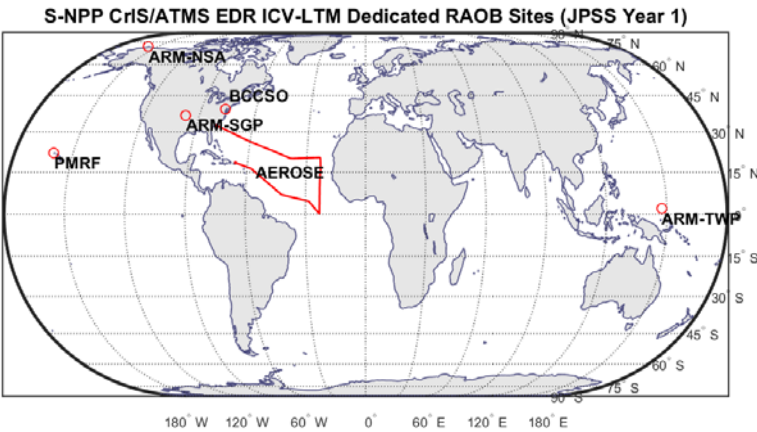 S-NPP CrIS/ATMS EDR ICV-LTM Dedicated RAOB Sites (JPSS Year 1)
90° N
75° N
ARM-NSA
60° N
BCCSO
45° N
ARM-SGP
30° N
PMRF
AEROSE
15° N
ARM-TWP
0°
15° S
30° S
45° S
60° S
75° S
90° S
180° W 120° W 60° W 0° 60° E 120° E 180° E